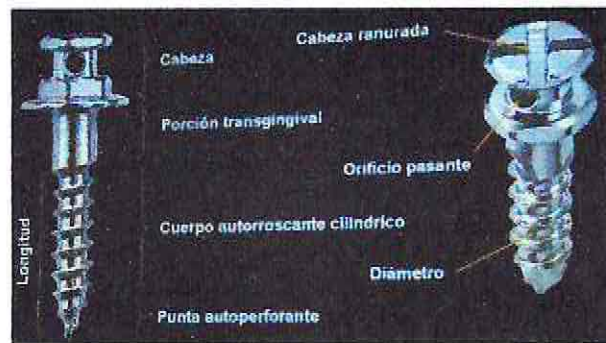 Cabeza ranurada
Cabeza
Porción transgingival
Orificio pasante
Cuerpo autorroscante cilíndrico
Longitud
Diámetro
Punta autoperforante